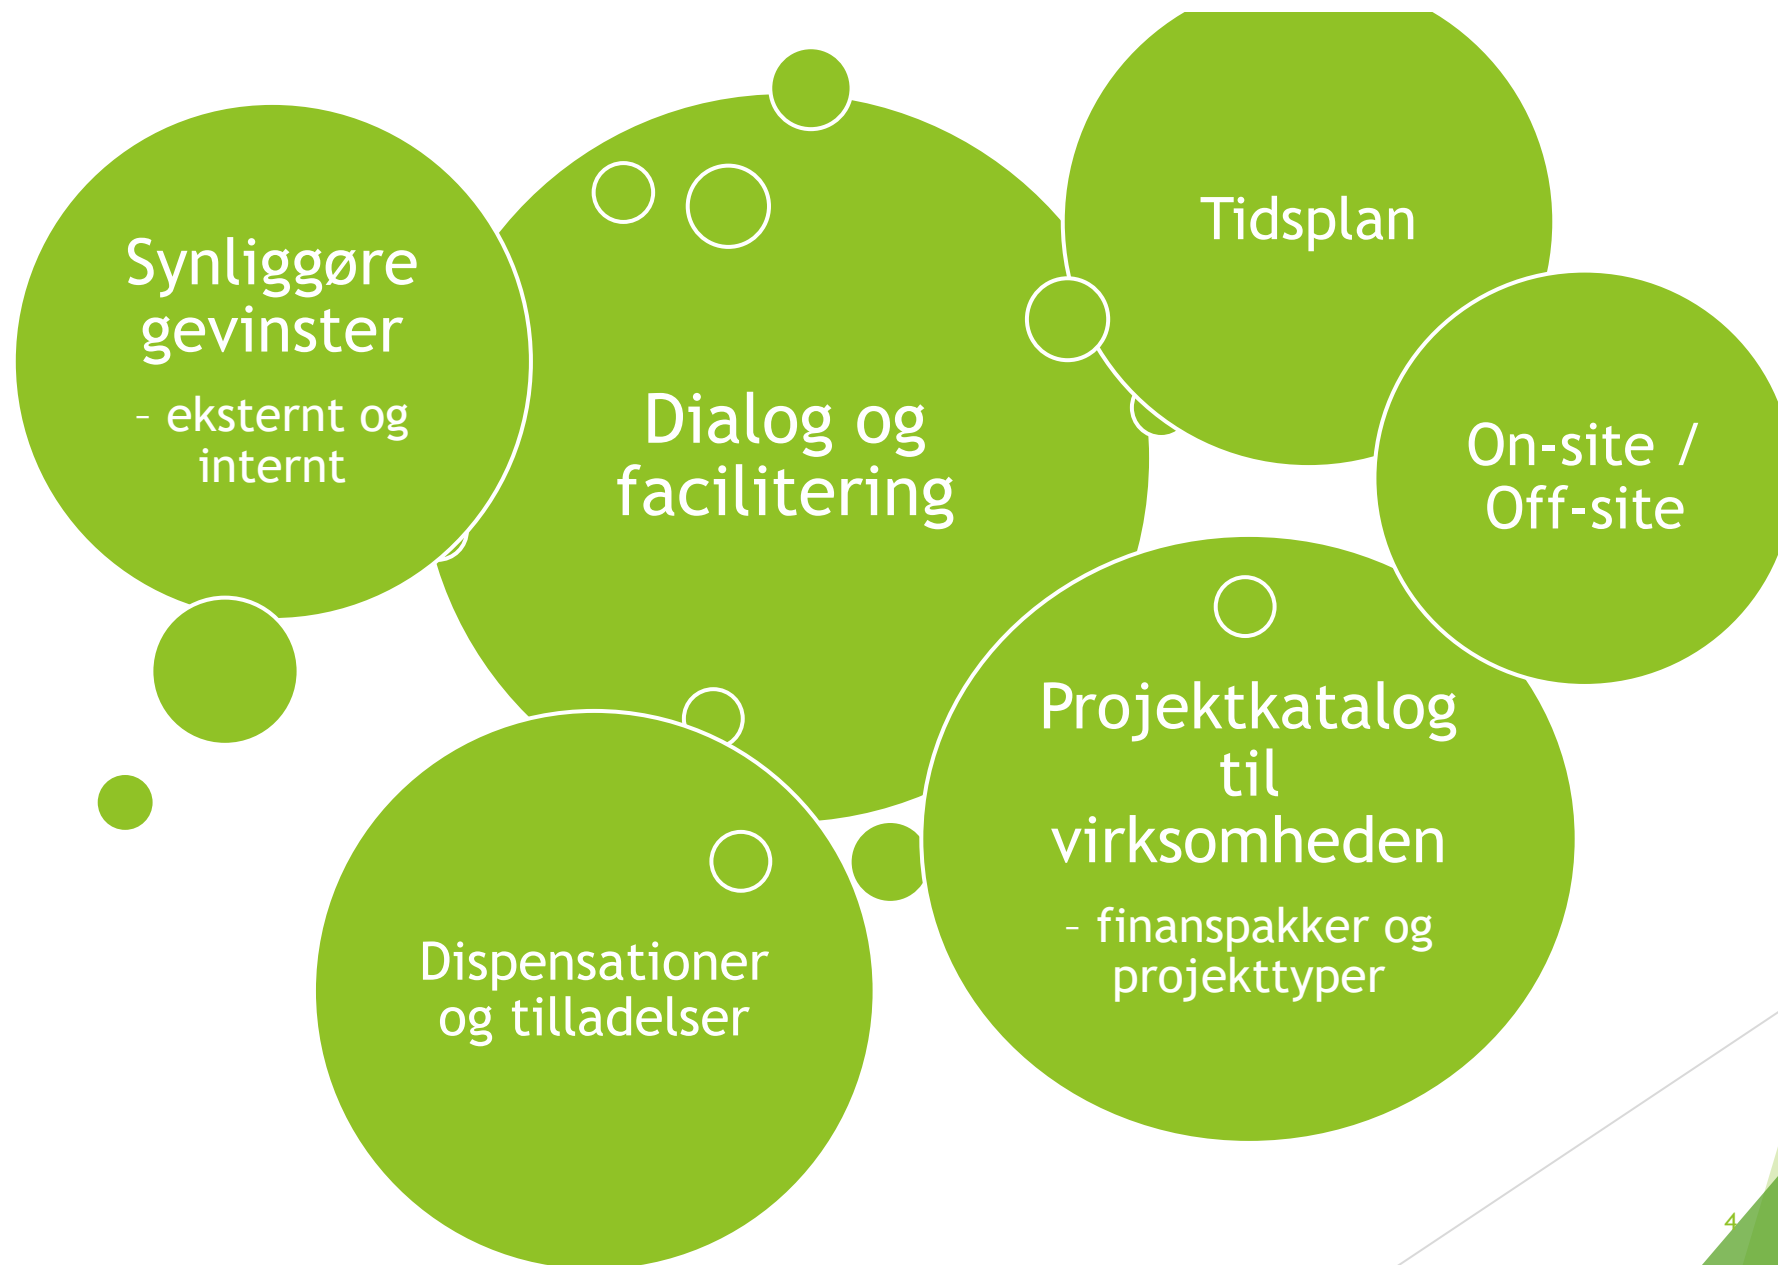 Synliggøre
gevinster
– eksternt og
internt
Dialog og
facilitering
Tidsplan
On-site /
Off-site
Projektkatalog
til
virksomheden
– finanspakker og
projekttyper
Dispensationer
og tilladelser
4